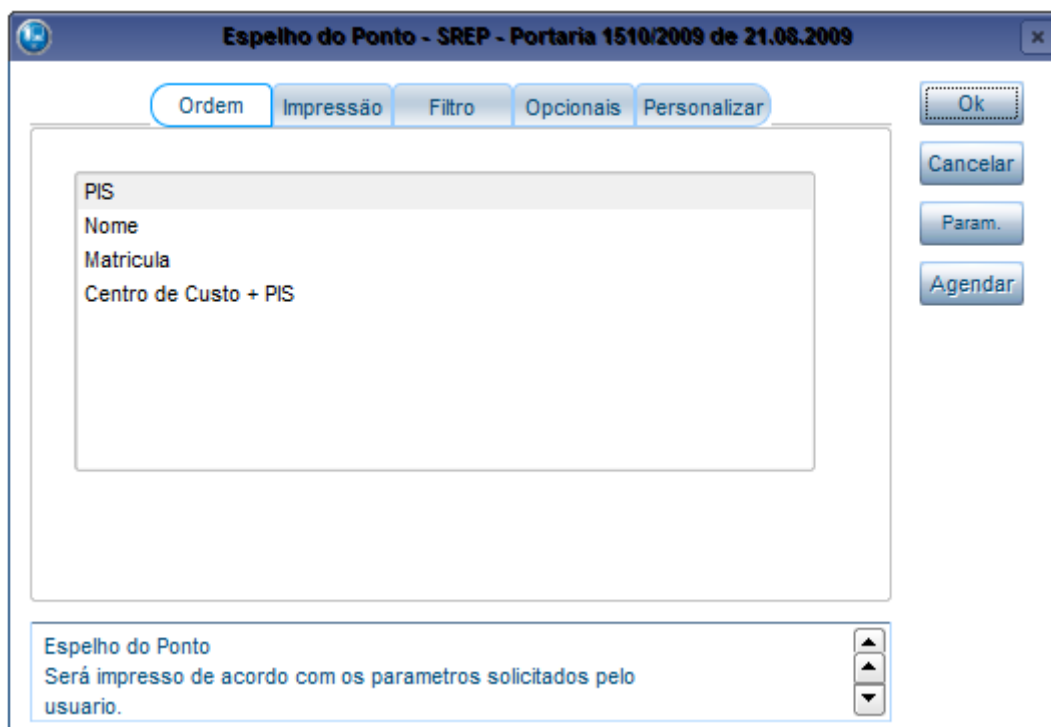 Espelho do Ponto - SREP - Portaria 1510/2009 de 21.08.2009
Ordem Impressão Filtro Opcionais Personalizar
Ok
Cancelar
Param.
Agendar
PIS
Nome
Matricula
Centro de Custo + PIS
Espelho do Ponto
Será impresso de acordo com os parametros solicitados pelo
usuario.